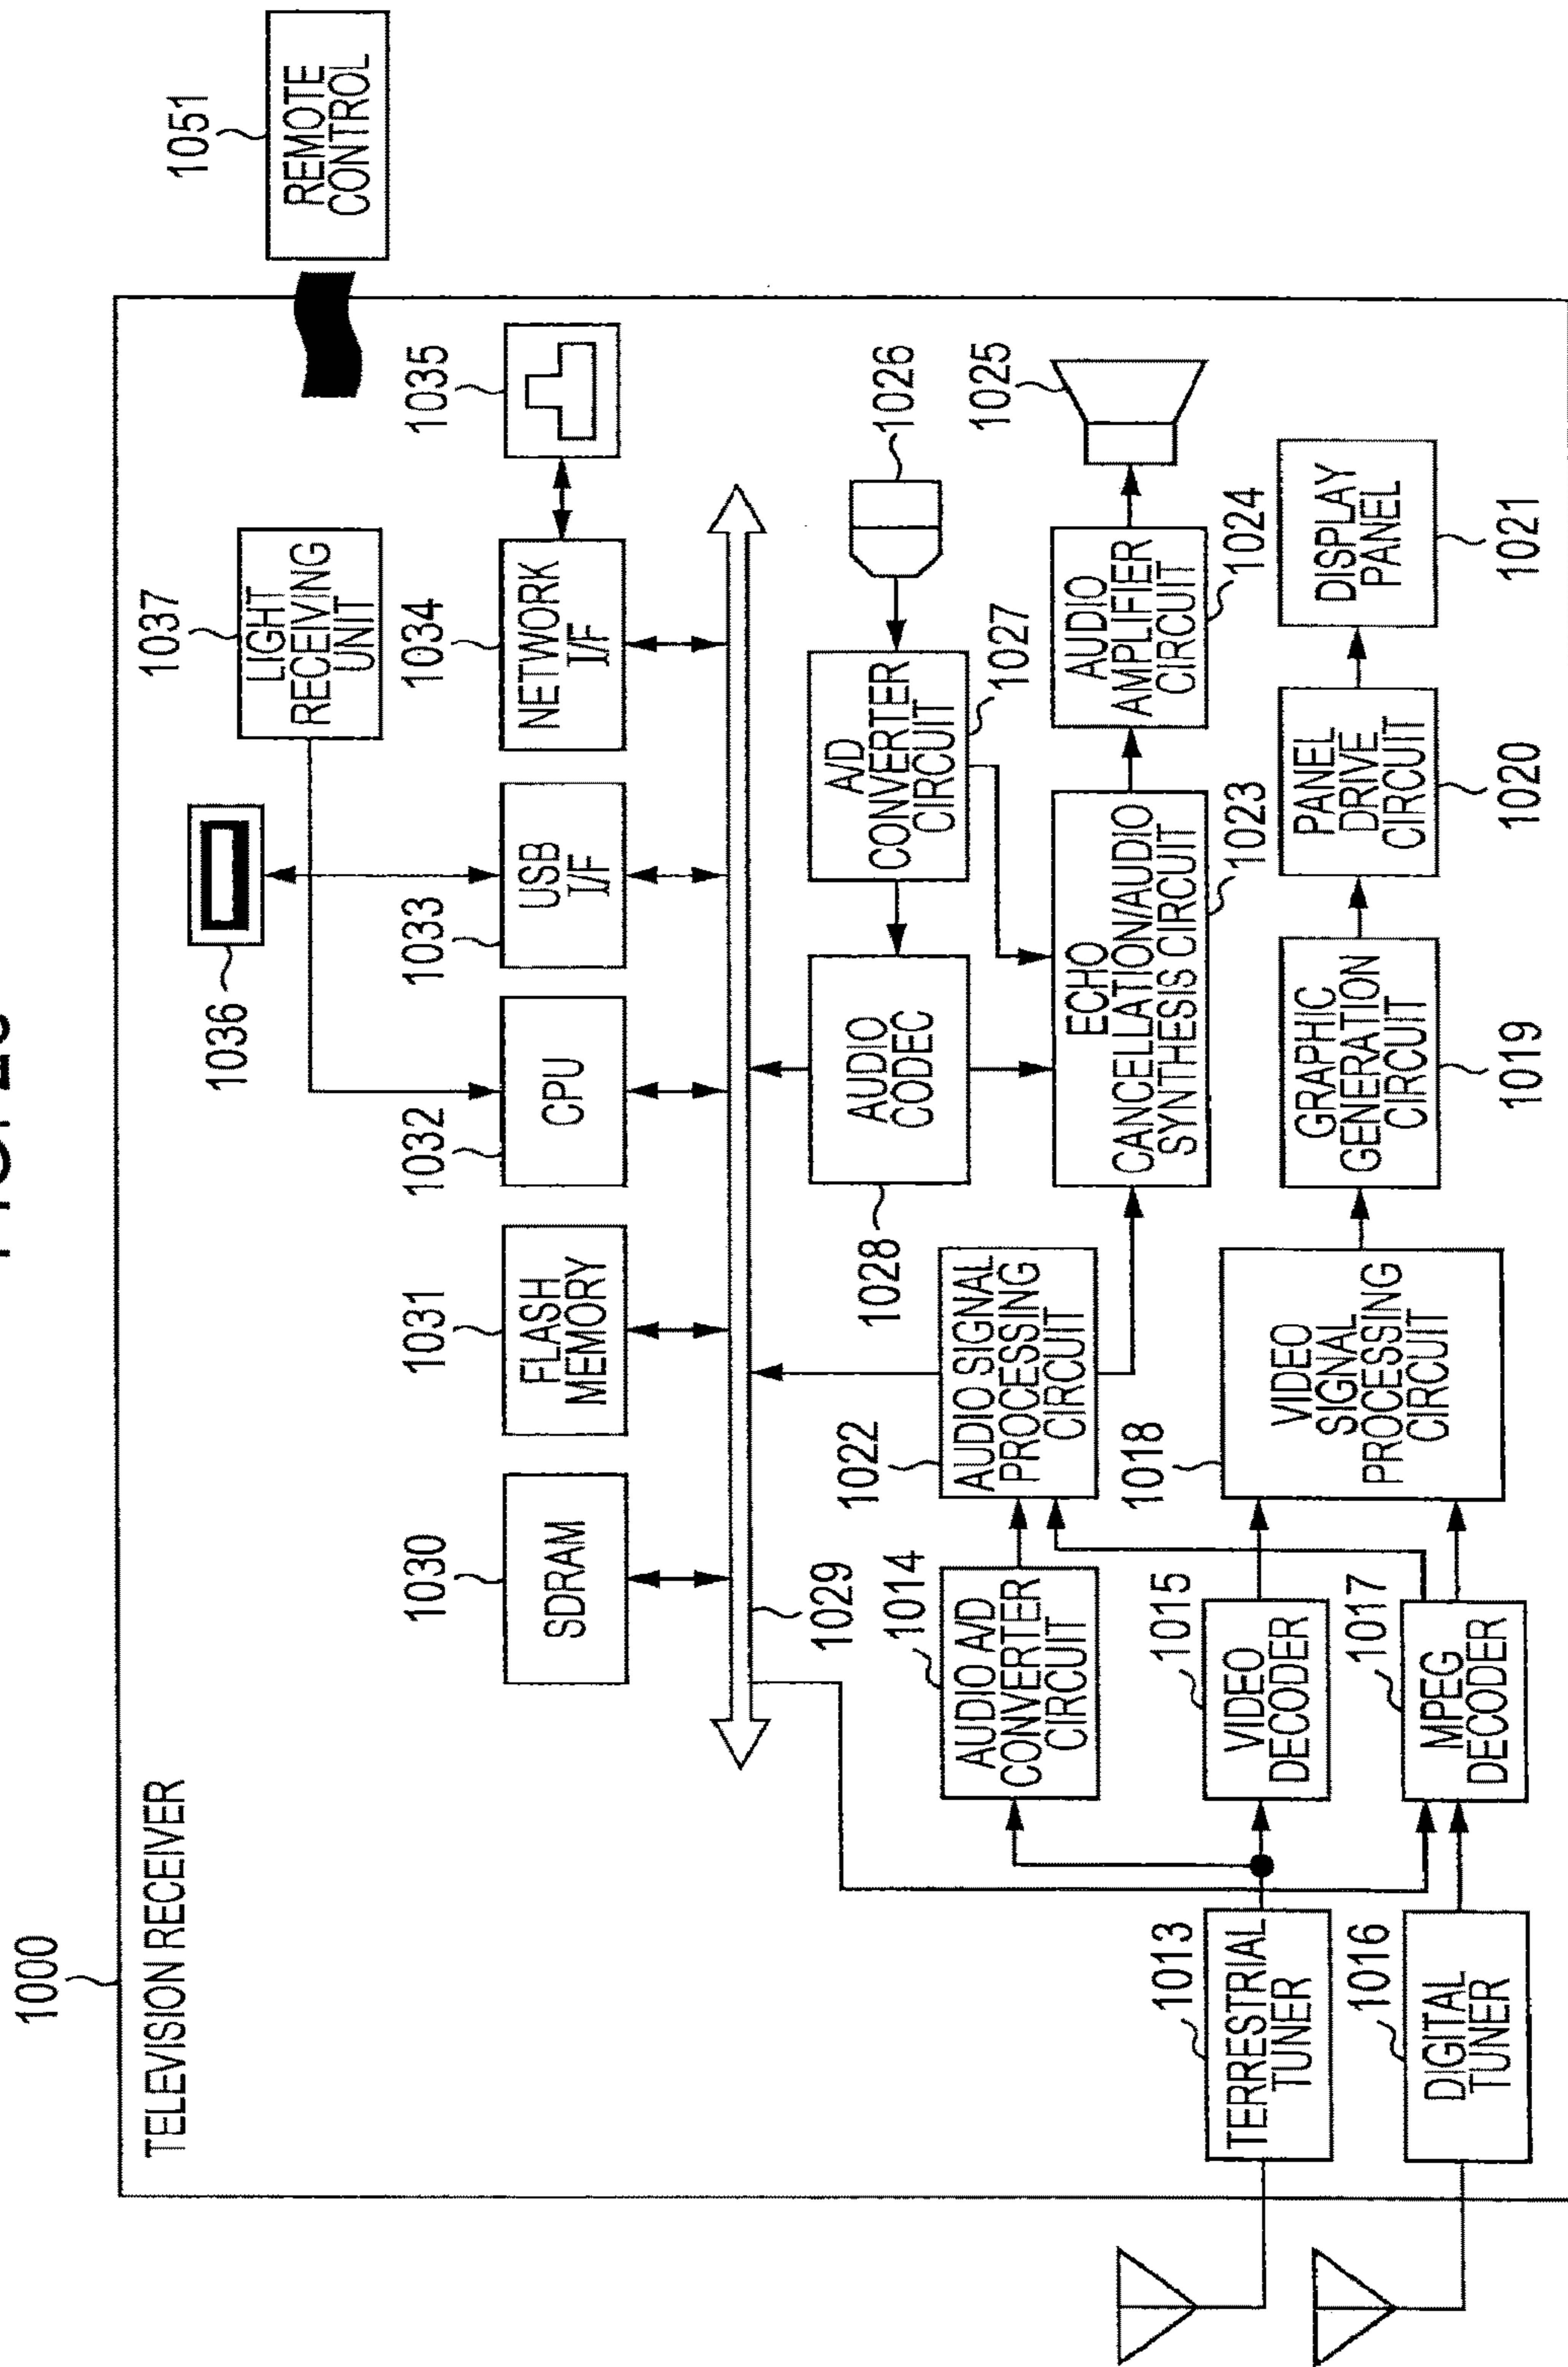 1000
TELEVISION RECEIVER
1051
REMOTE
CONTROL
1036
1037
LIGHT
RECEIVING
UNIT
1030
SDRAM
1031
FLASH
MEMORY
1032
CPU
1033
USB
I/F
1034
NETWORK
I/F
1035
1029
1028
AUDIO
CODEC
A/D
CONVERTER
CIRCUIT
1027
1026
1014
AUDIO A/D
CONVERTER
CIRCUIT
1022
AUDIO SIGNAL
PROCESSING
CIRCUIT
ECHO
CANCELLATION/AUDIO
SYNTHESIS CIRCUIT
1023
AUDIO
AMPLIFIER
CIRCUIT
1024
1025
1013
TERRESTRIAL
TUNER
1015
VIDEO
DECODER
1018
VIDEO
SIGNAL
PROCESSING
CIRCUIT
GRAPHIC
GENERATION
CIRCUIT
1019
PANEL
DRIVE
CIRCUIT
1020
DISPLAY
PANEL
1021
1016
DIGITAL
TUNER
1017
MPEG
DECODER